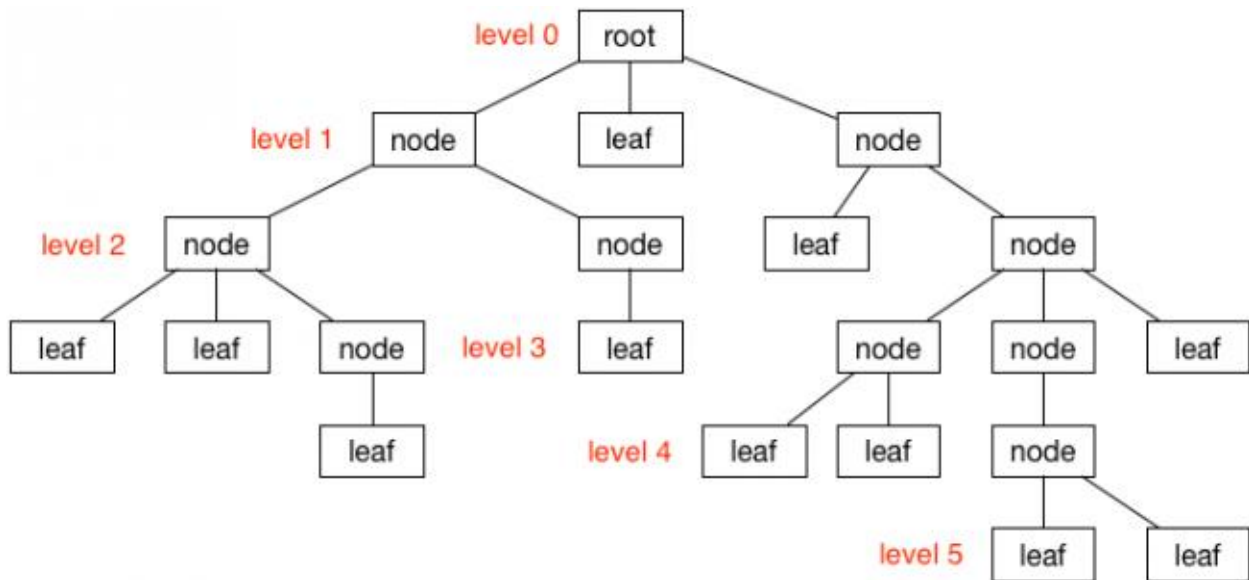 level 0 root
level 1 node leaf node
level 2 node node leaf node
leaf leaf node level 3 leaf node node leaf
leaf level 4 leaf leaf node
level 5 leaf leaf